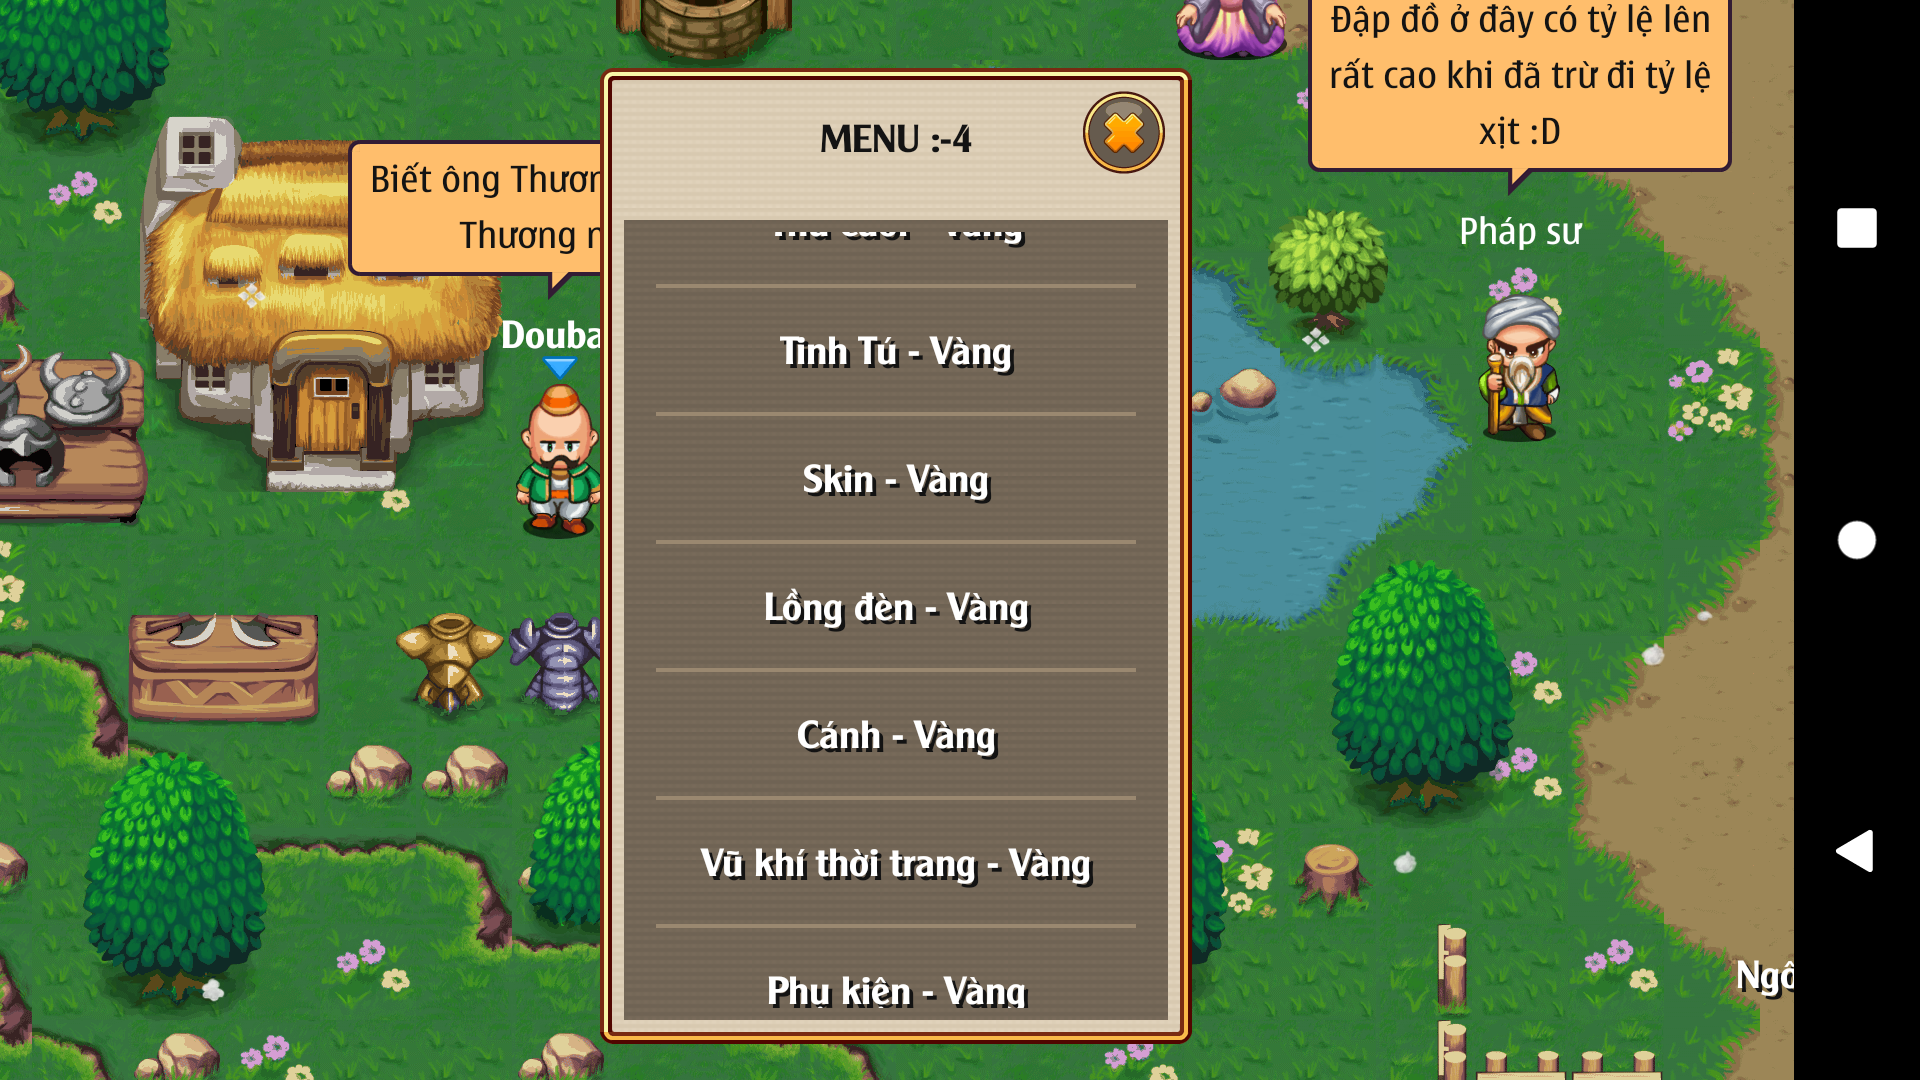 Đập đồ ở đây có tỷ lệ lên
rất cao khi đã trừ đi tỷ lệ
xịt :D
Pháp sư
Biết ông Thươn
Thương n
Douba
MENU :-4
Vàng
Tinh Tú - Vàng
Skin - Vàng
Lồng đèn - Vàng
Cánh - Vàng
Vũ khí thời trang - Vàng
Phụ kiện - Vàng
Ngô